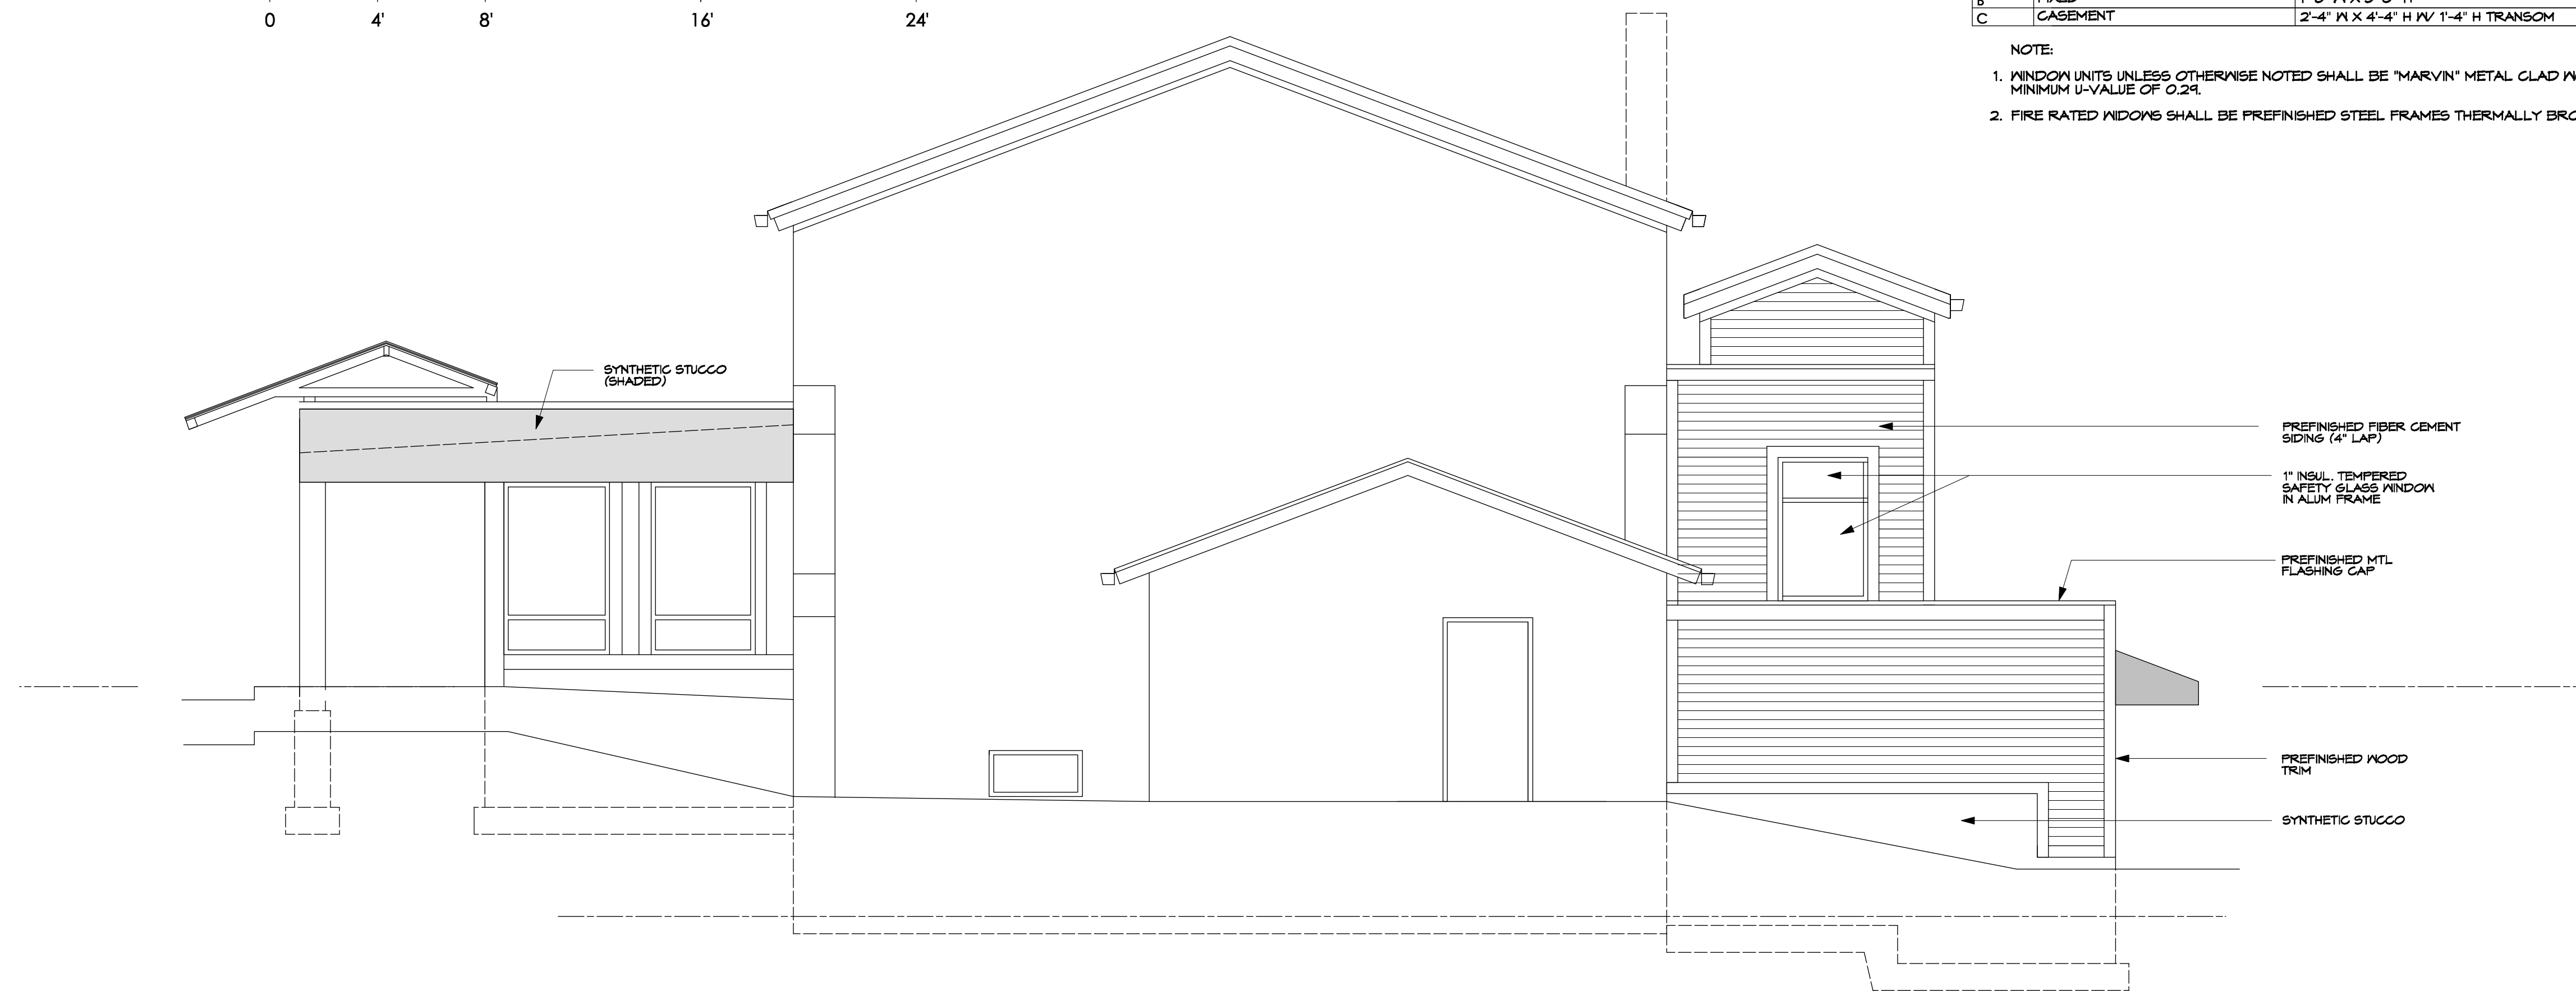 0 4' 8' 16' 24'
B FIXED
C CASEMENT 2'-4" W X 4'-4" H W/ 1'-4" H TRANSOM
NOTE:
1. WINDOW UNITS UNLESS OTHERWISE NOTED SHALL BE "MARVIN" METAL CLAD
MINIMUM U-VALUE OF 0.29.
2. FIRE RATED WIDOWS SHALL BE PREFINISHED STEEL FRAMES THERMALLY
SYNTHETIC STUCCO
(SHADED)
PREFINISHED FIBER CEMENT
SIDING (4" LAP)
1" INSUL. TEMPERED
SAFETY GLASS WINDOW
IN ALUM FRAME
PREFINISHED MTL
FLASHING CAP
PREFINISHED WOOD
TRIM
SYNTHETIC STUCCO